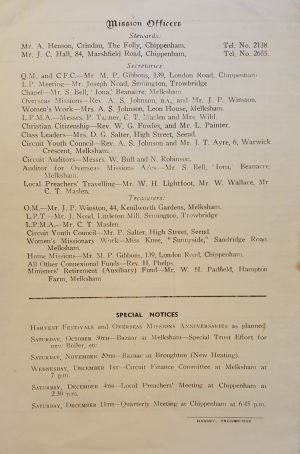 Mission Officers
Stewards:
Mr. A. Henson, Crindau, The Folly, Chippenham. Tel. No. 2138.
Mr. J. C. Hall, 84, Marshfield Road, Chippenham. Tel. No. 2655.
Secretaries:
Q.M. and C.F.C.—Mr. M. P. Gibbons, 139, London Road, Chippenham.
L.P. Meeting—Mr. Joseph Noad, Semington, Trowbridge
Chapel—Mr. S. Bell, "Iona," Beanacre, Melksham.
Overseas Missions—Rev. A. S. Johnson, B.A., and Mr. J. P. Winston.
Women's Work—Mrs. A. S. Johnson, Leon House, Melksham.
L.P.M.A.—Messrs. P. Tanner, C. T. Maslen and Mrs. Wild.
Christian Citizenship—Rev. W. G. Fowles, and Mr. L. Painter.
Class Leaders—Mrs. D. G. Salter, High Street, Seend.
Circuit Youth Council—Rev. A. S. Johnson and Mr. J. T. Ayre, 6, Warwick
Crescent, Melksham.
Circuit Auditors—Messrs. W. Bull and N. Robinson.
Auditor for Overseas Missions A/cs—Mr. S. Bell, "Iona," Beanacre,
Melksham.
Local Preachers' Travelling—Mr. W. H. Lightfoot, Mr. W. Wallace, Mr
C. T. Maslen.
Treasurers:
O.M.—Mr. J. P. Winston, 44, Kenilworth Gardens, Melksham.
L.P.T.—Mr. J. Noad, Littleton Mill, Semington, Trowbridge
L.P.M.A.—Mr. C. T. Maslen.
Circuit Youth Council—Mr. P. Salter, High Street, Seend.
Women's Missionary Work—Miss Knee, "Sunnyside," Sandridge Road
Melksham.
Home Missions—Mr. M. P. Gibbons, 139, London Road, Chippenham.
All Other Connexional Funds—Rev. H. Phelps.
Ministers' Retirement (Auxiliary) Fund—Mr. W. H. Padfield, Hampton
Farm, Melksham
SPECIAL NOTICES
Harvest Festivals and Overseas Missions Anniversaries as planned
Saturday, October 30th—Bazaar at Melksham—Special Trust Effort for
new Boiler, etc
Saturday, November 20th—Bazaar at Broughton (New Heating).
Wednesday, December 1st—Circuit Finance Committee at Melksham at
7 p.m.
Saturday, December 4th—Local Preachers' Meeting at Chippenham at
2.30 p.m.
Saturday, December 11th—Quarterly Meeting at Chippenham at 6.45 p.m.
TROWBRIDGE